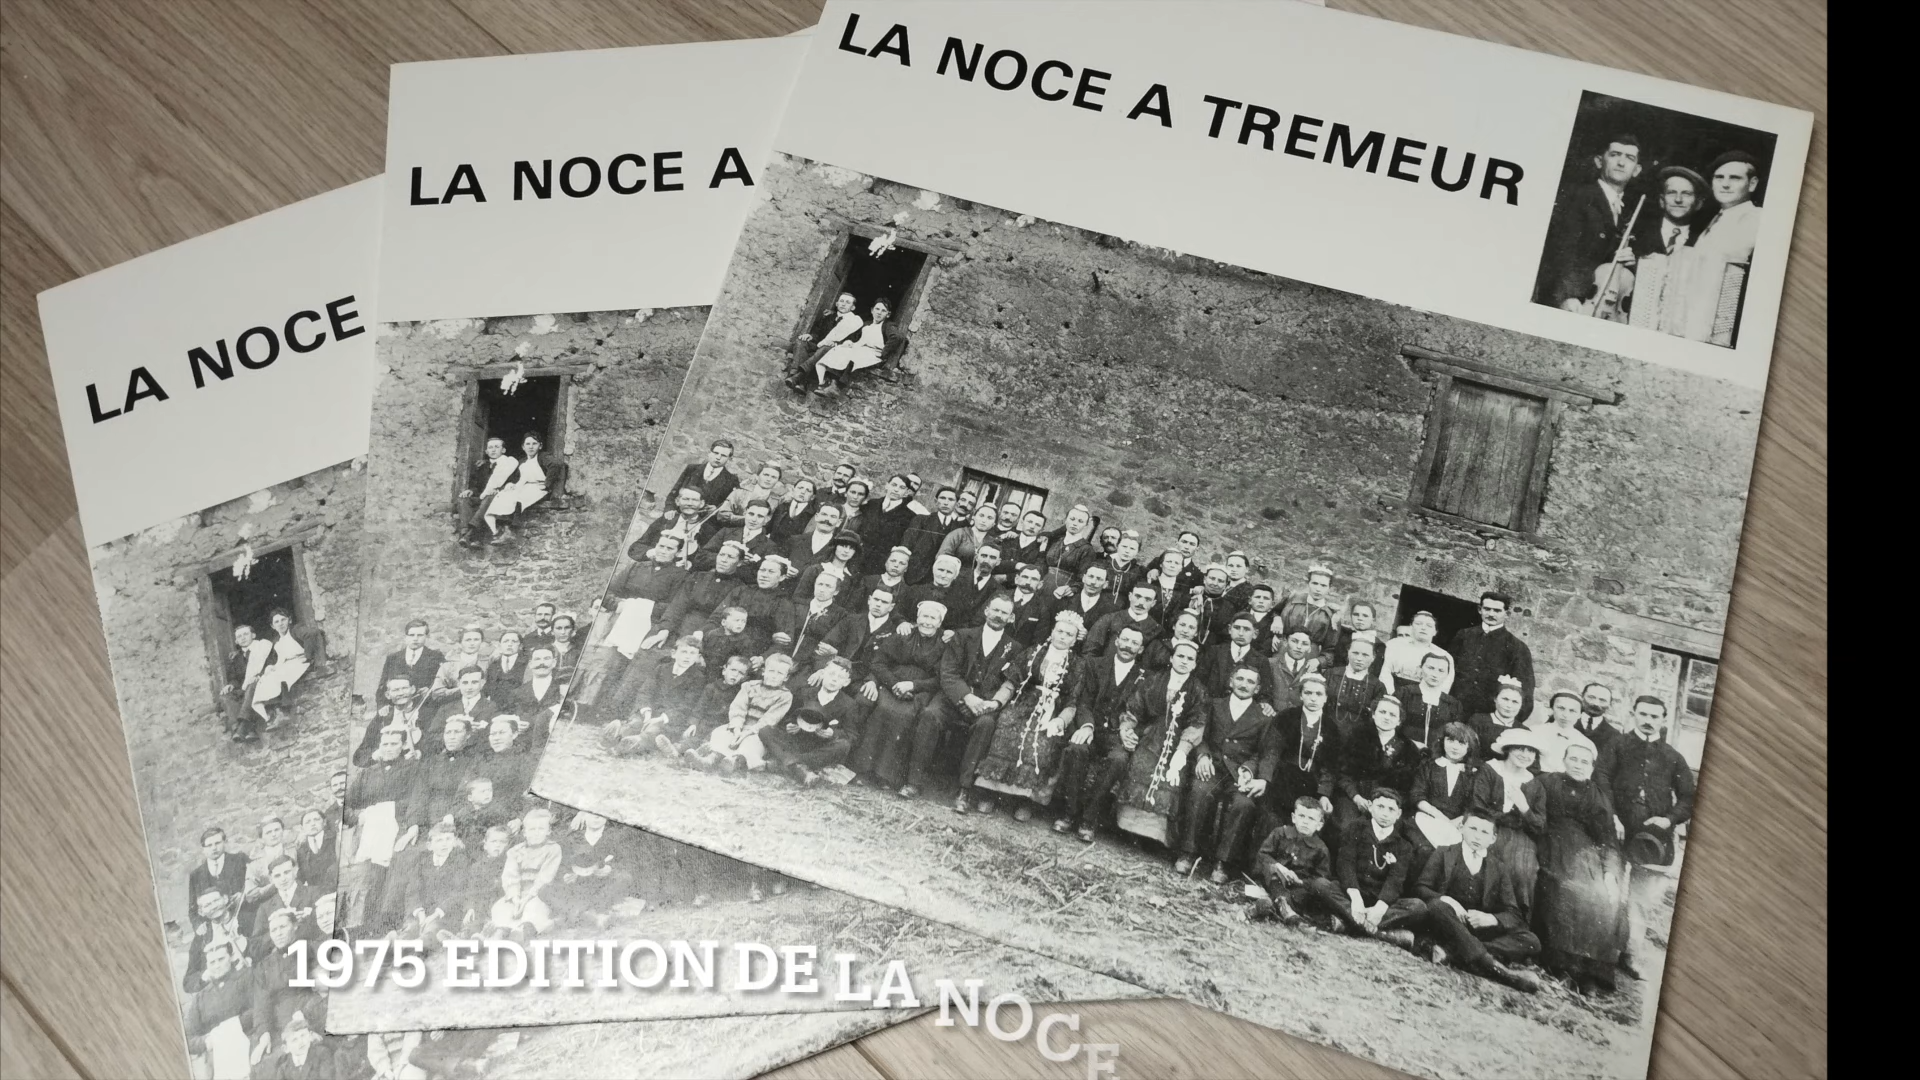 LA NOCE A TREMEUR
LA NOCE A
LA NOCE
1975 EDITION DE LA NOCE